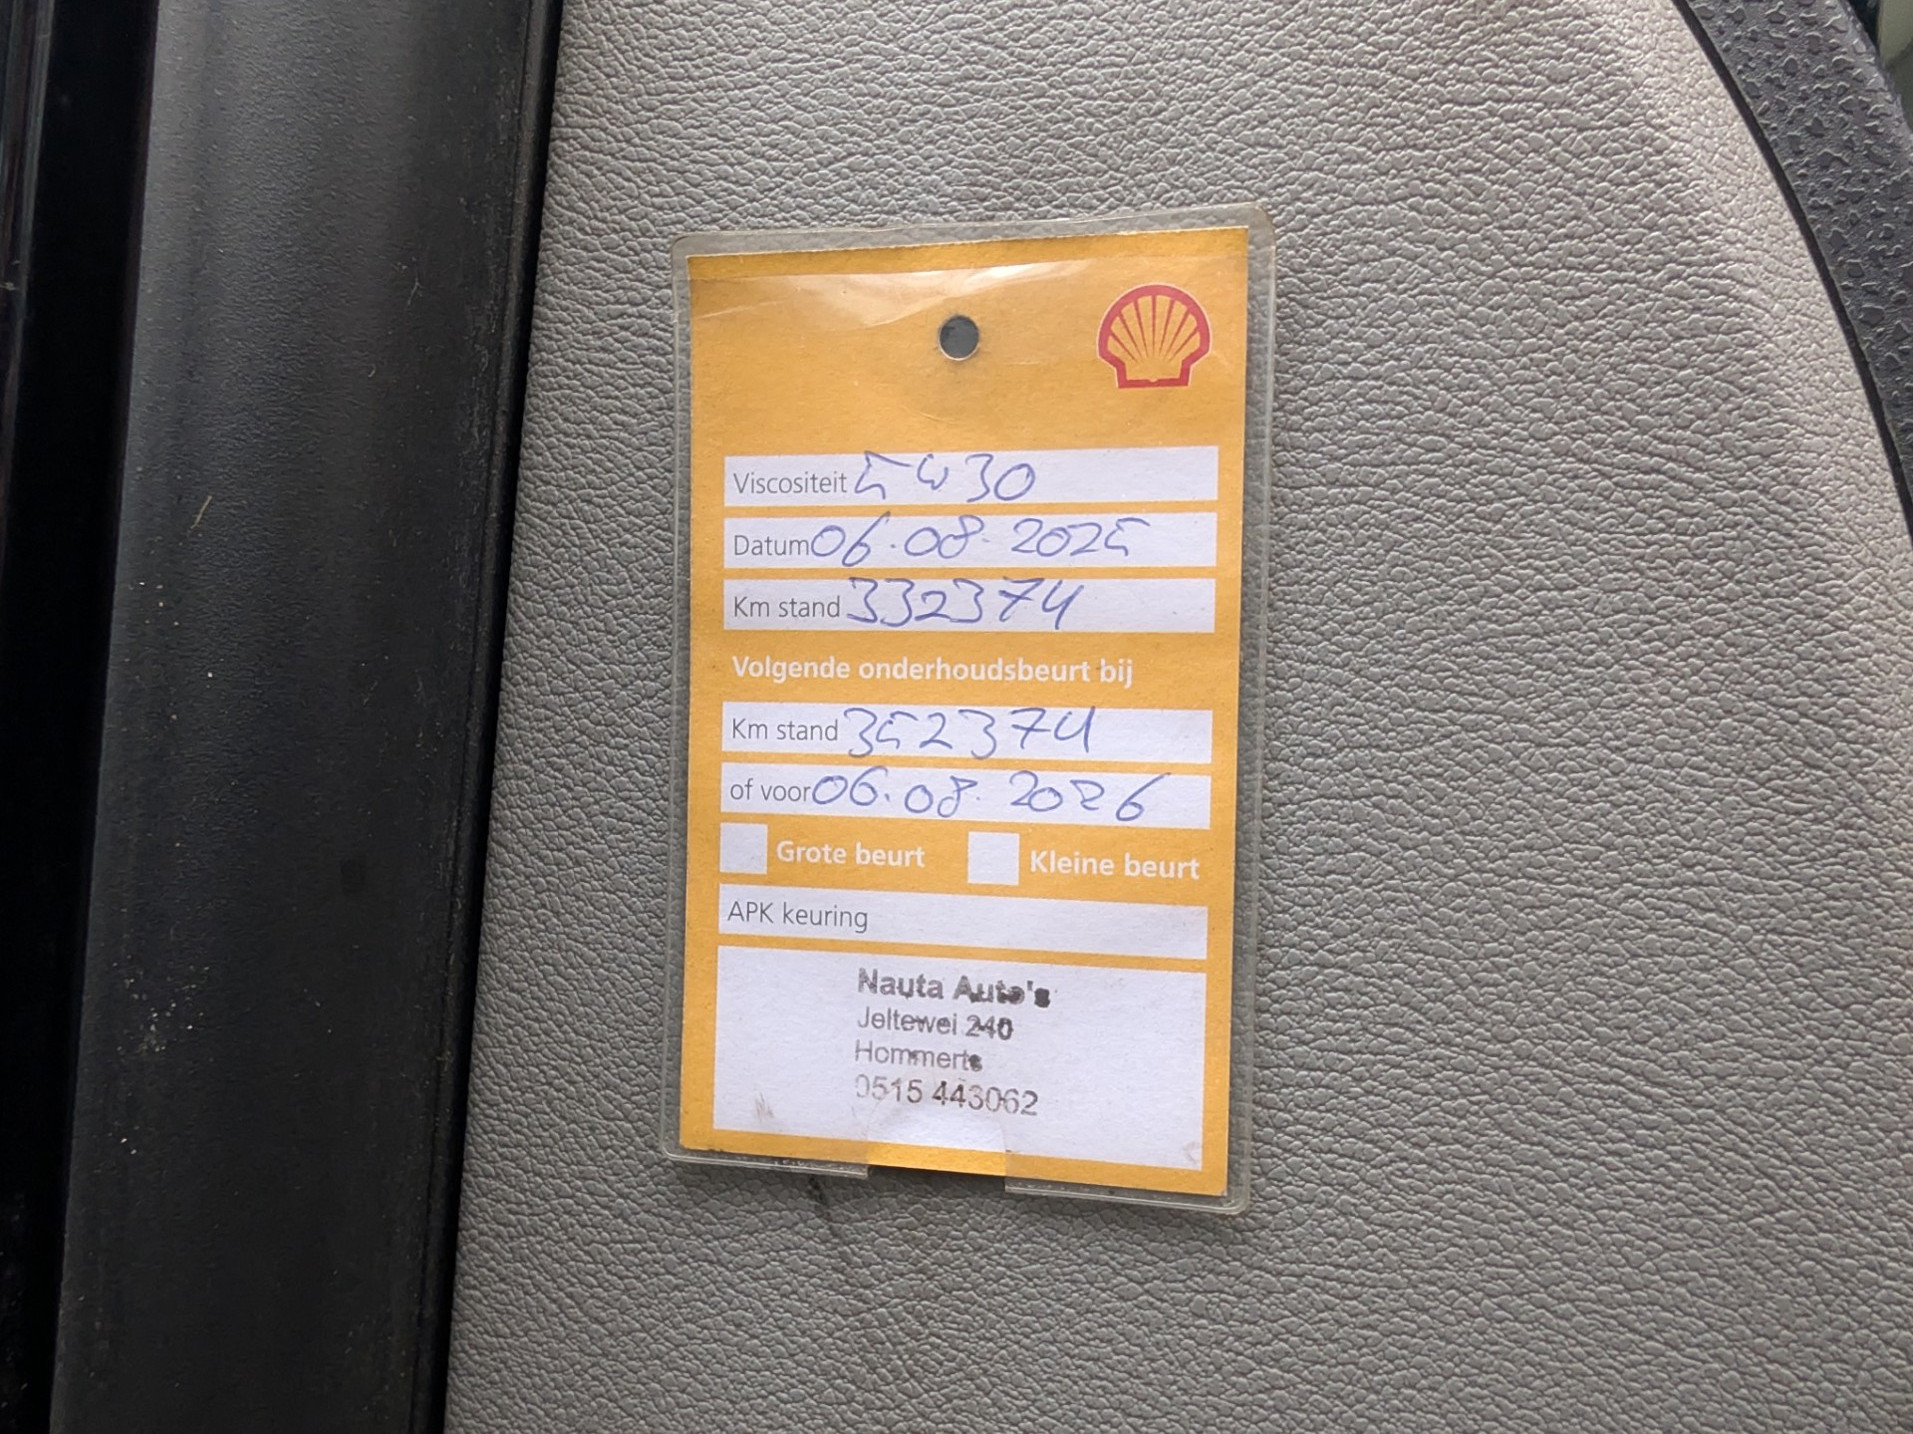 Viscositeit 5W30
Datum 06.08.2025
Km stand 332374
Volgende onderhoudsbeurt bij
Km stand 352374
of voor 06.08.2026
Grote beurt Kleine beurt
APK keuring
Nauta Auto's
Jeltewei 240
Hommerts
0515 443062